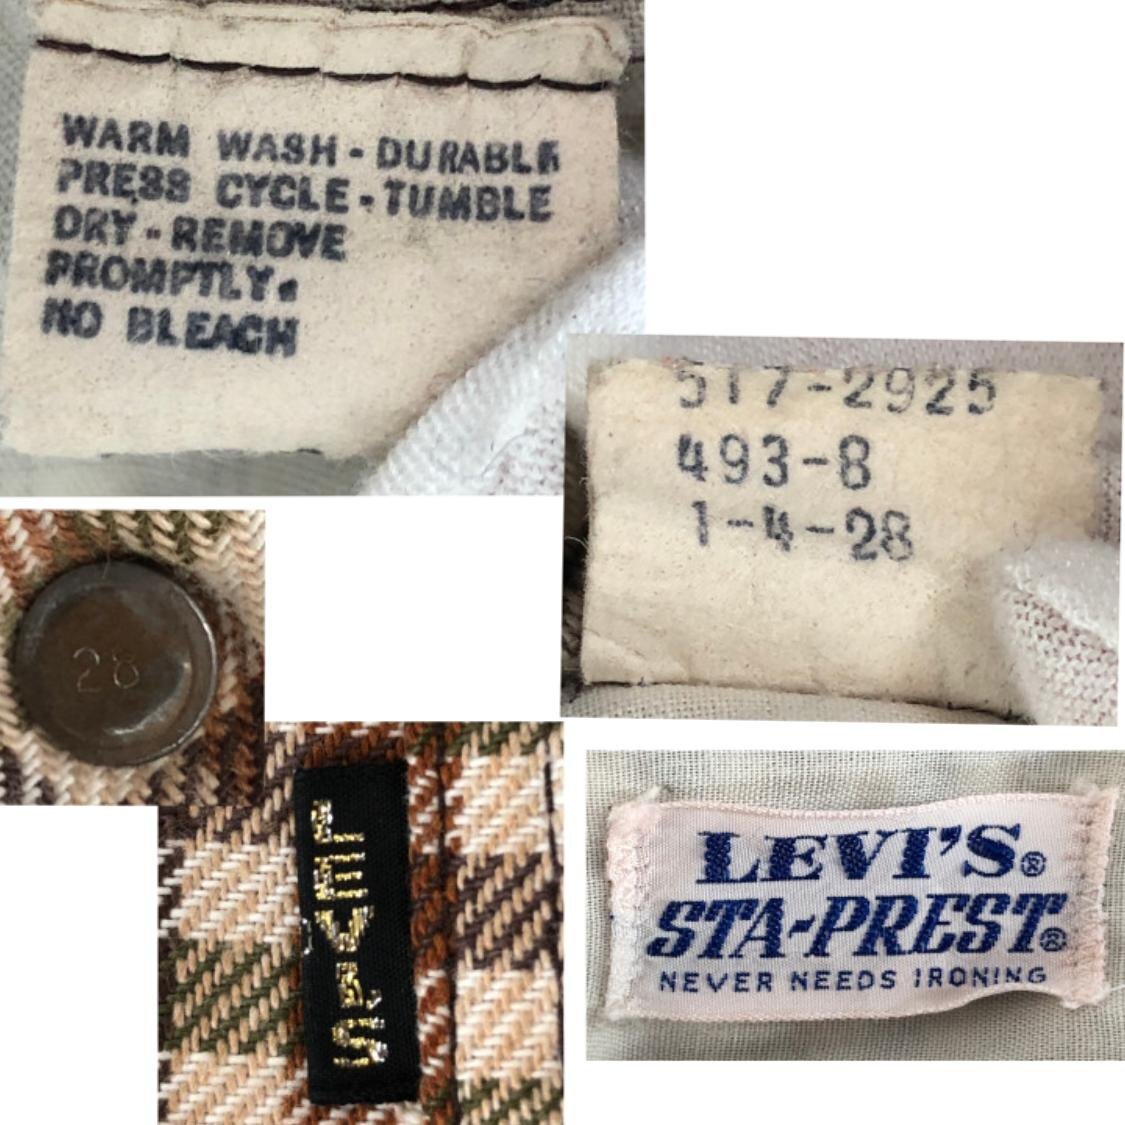 WARM WASH - DURABLE
PRESS CYCLE - TUMBLE
DRY - REMOVE
PROMPTLY.
NO BLEACH
517-2925
493-8
1-4-28
28
LEVI'S
LEVI'S®
STA-PREST®
NEVER NEEDS IRONING